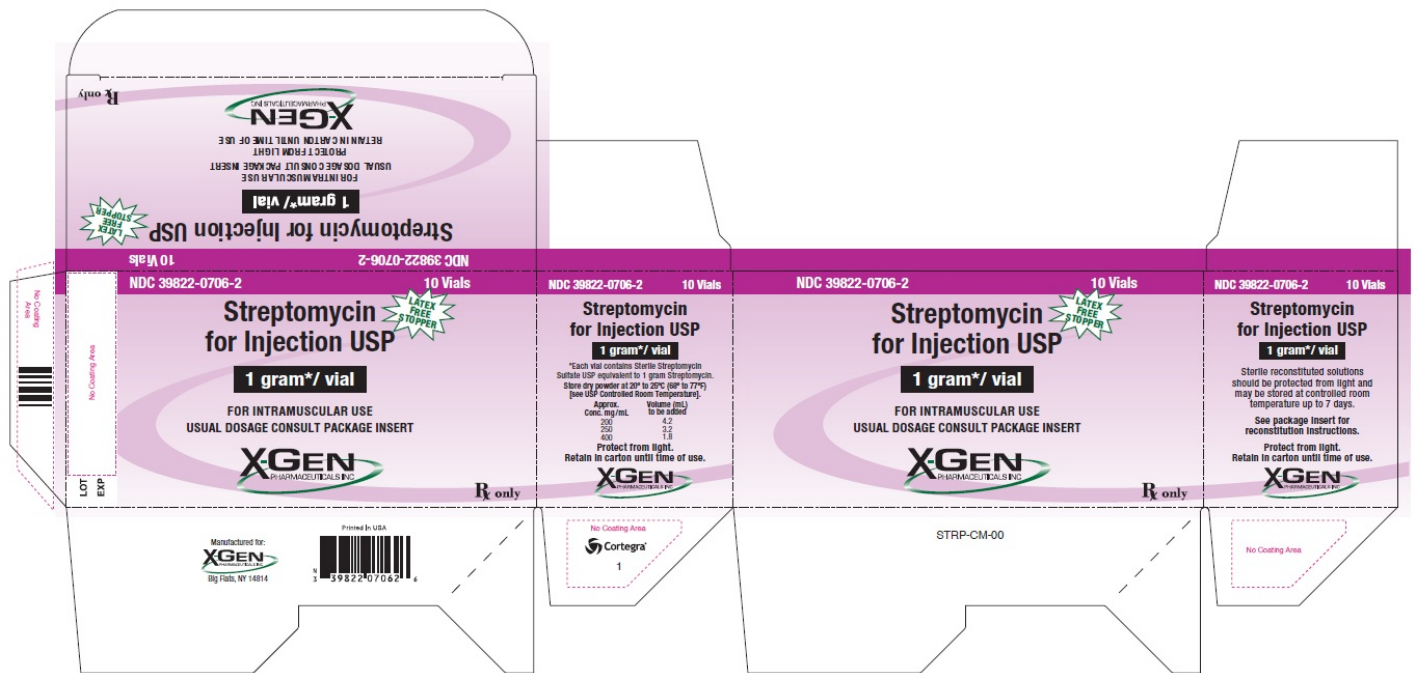 Rx only
X-GEN
PHARMACEUTICALS INC
RETAIN IN CARTON UNTIL TIME OF USE
PROTECT FROM LIGHT
USUAL DOSAGE CONSULT PACKAGE INSERT
FOR INTRAMUSCULAR USE
1 gram*/ vial
Streptomycin for Injection USP
LATEX
FREE
STOPPER
NDC 39822-0706-2 10 Vials
No Coating
Area
No Coating Area
LOT
EXP
NDC 39822-0706-2 10 Vials
Streptomycin
for Injection USP
LATEX
FREE
STOPPER
1 gram*/ vial
FOR INTRAMUSCULAR USE
USUAL DOSAGE CONSULT PACKAGE INSERT
X-GEN
PHARMACEUTICALS INC
Rx only
NDC 39822-0706-2 10 Vials
Streptomycin
for Injection USP
1 gram*/ vial
*Each vial contains Sterile Streptomycin
Sulfate USP equivalent to 1 gram Streptomycin.
Store dry powder at 20° to 25°C (68° to 77°F)
[see USP Controlled Room Temperature].
Approx. Volume (mL)
Conc. mg/mL to be added
200 4.2
250 3.2
400 1.8
Protect from light.
Retain in carton until time of use.
X-GEN
PHARMACEUTICALS INC
NDC 39822-0706-2 10 Vials
Streptomycin
for Injection USP
LATEX
FREE
STOPPER
1 gram*/ vial
FOR INTRAMUSCULAR USE
USUAL DOSAGE CONSULT PACKAGE INSERT
X-GEN
PHARMACEUTICALS INC
Rx only
NDC 39822-0706-2 10 Vials
Streptomycin
for Injection USP
1 gram*/ vial
Sterile reconstituted solutions
should be protected from light and
may be stored at controlled room
temperature up to 7 days.
See package insert for
reconstitution instructions.
Protect from light.
Retain in carton until time of use.
X-GEN
PHARMACEUTICALS INC
Manufactured for:
X-GEN
PHARMACEUTICALS INC
Big Flats, NY 14814
Printed in USA
N
3 39822 07062 6
No Coating Area
Cortegra
1
STRP-CM-00
No Coating Area